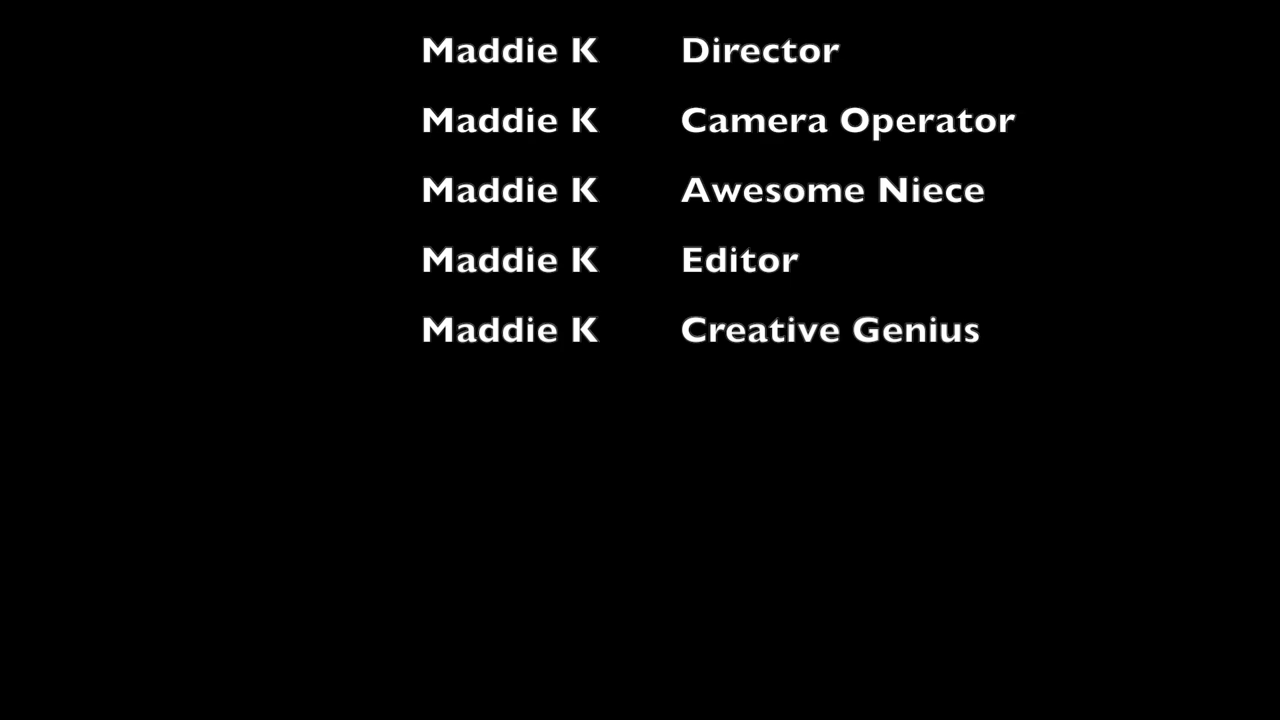 Maddie K Director
Maddie K Camera Operator
Maddie K Awesome Niece
Maddie K Editor
Maddie K Creative Genius